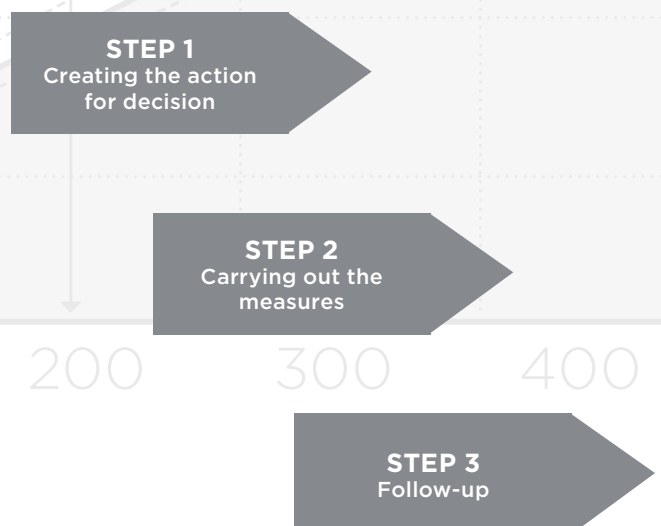 STEP 1
Creating the action
for decision
STEP 2
Carrying out the
measures
200 300 400
STEP 3
Follow-up